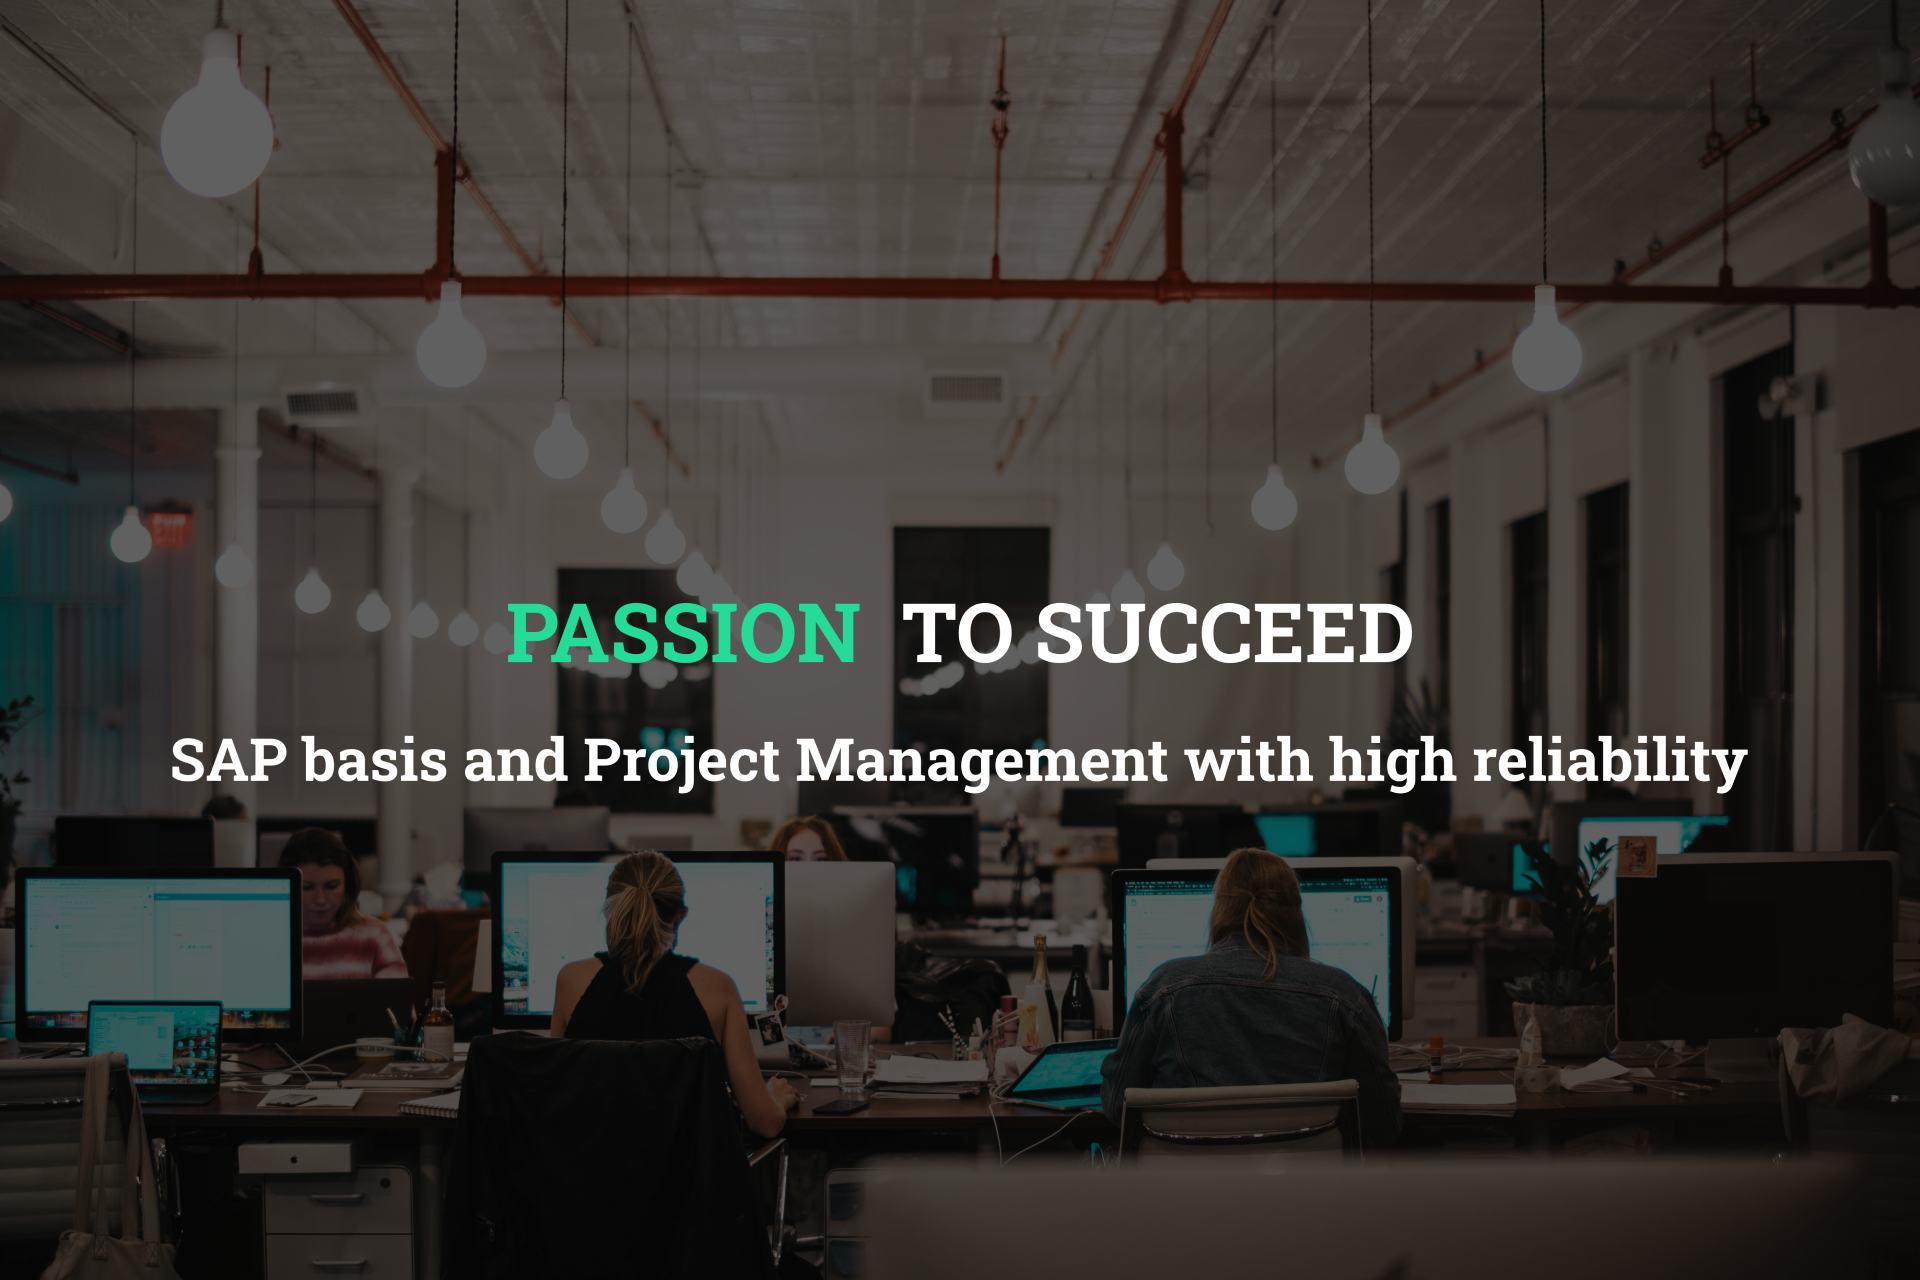 PASSION TO SUCCEED
SAP basis and Project Management with high reliability